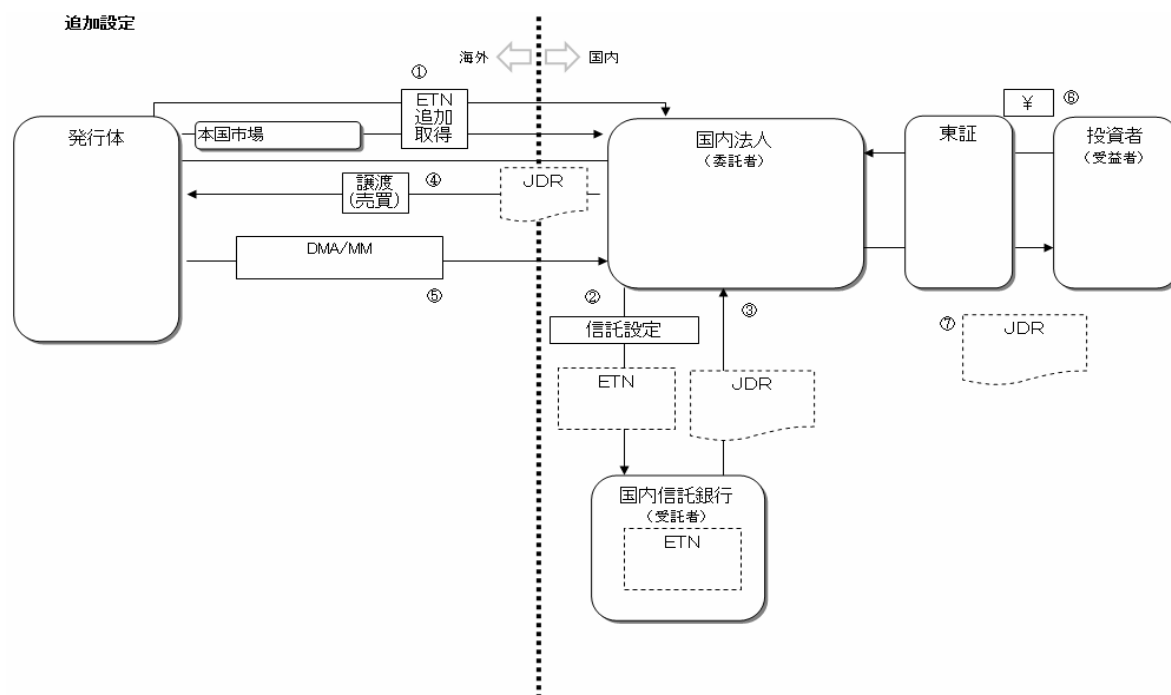 追加設定
海外
国内
①
ETN
追加
取得
本国市場
発行体
国内法人
(委託者)
東証
¥
⑥
投資者
(受益者)
譲渡
(売買)
④
JDR
DMA/MM
⑤
②
信託設定
③
ETN
JDR
⑦
JDR
国内信託銀行
(受託者)
ETN